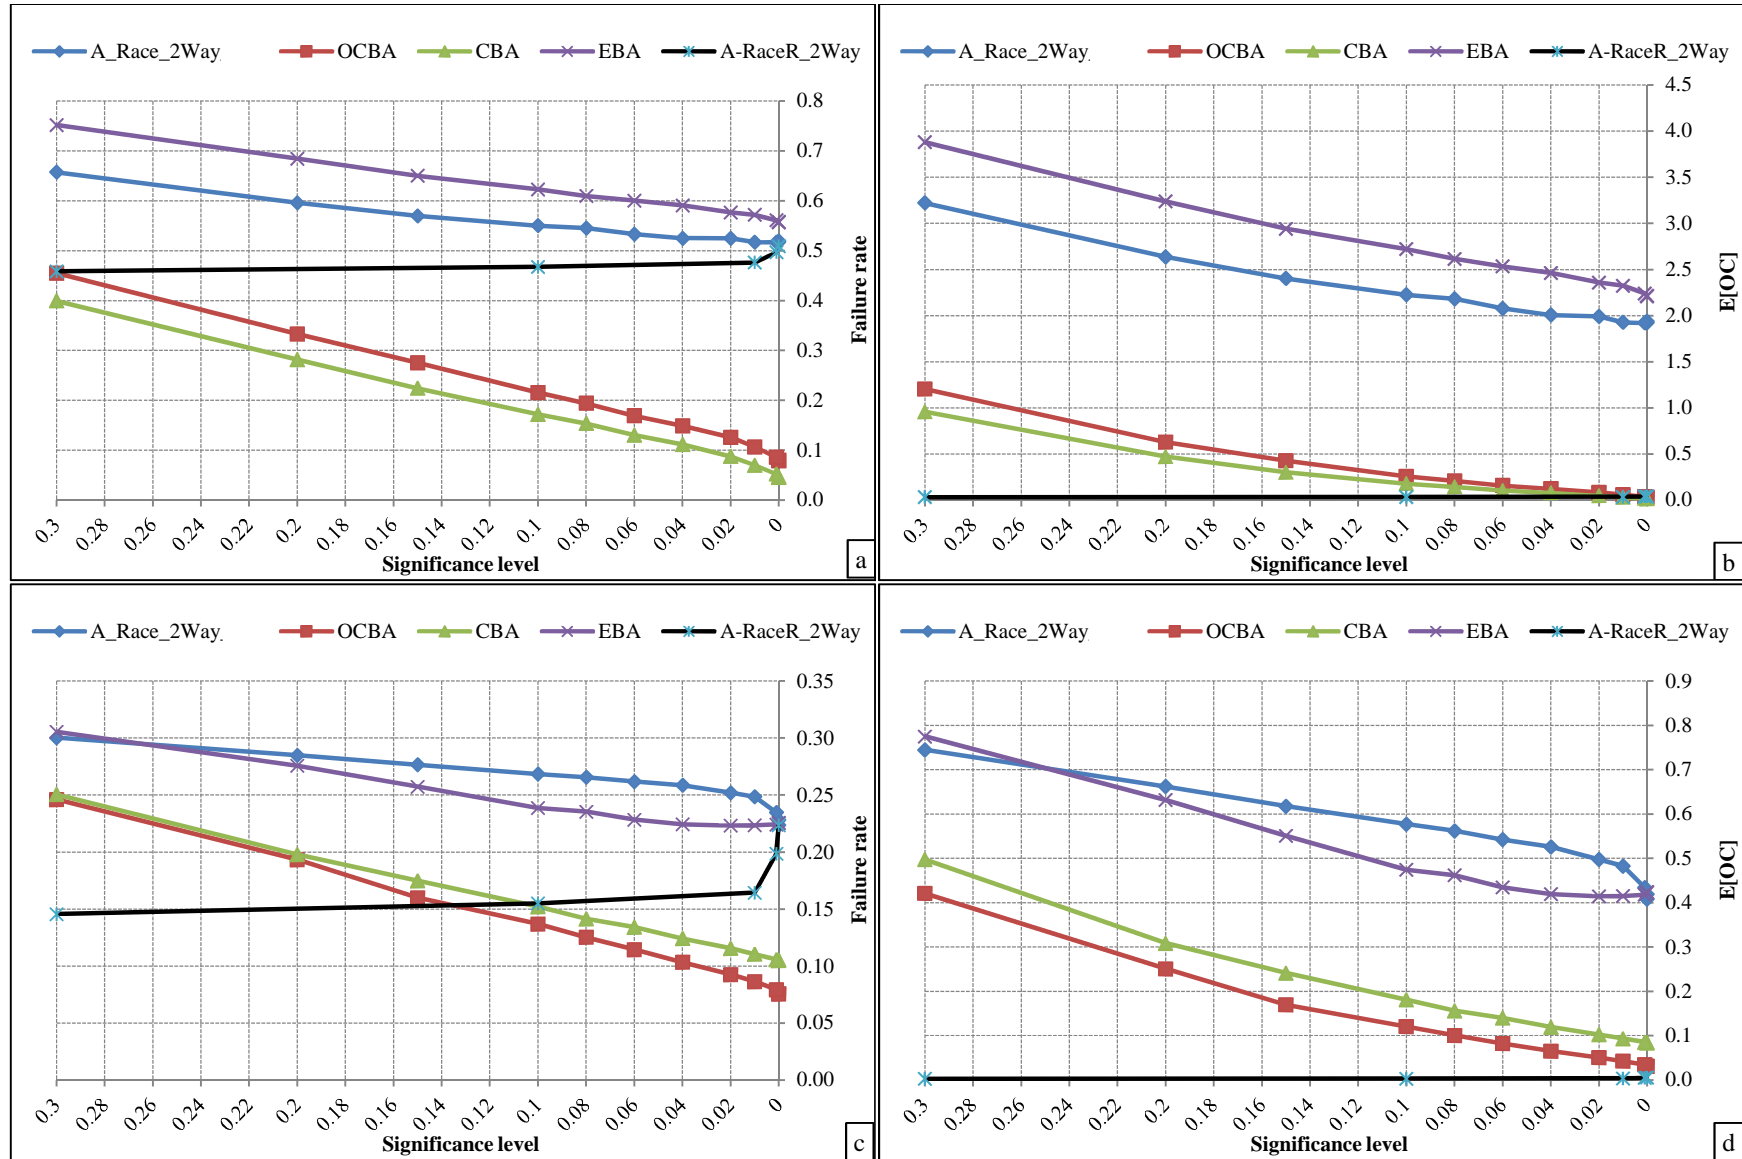 A_Race_2Way OCBA CBA EBA A-RaceR_2Way
0.8
0.7
0.6
0.5
0.4
0.3
0.2
0.1
0.0
Failure rate
0.3 0.28 0.26 0.24 0.22 0.2 0.18 0.16 0.14 0.12 0.1 0.08 0.06 0.04 0.02 0
Significance level
a
A_Race_2Way OCBA CBA EBA A-RaceR_2Way
4.5
4.0
3.5
3.0
2.5
2.0
1.5
1.0
0.5
0.0
E[OC]
0.3 0.28 0.26 0.24 0.22 0.2 0.18 0.16 0.14 0.12 0.1 0.08 0.06 0.04 0.02 0
Significance level
b
A_Race_2Way OCBA CBA EBA A-RaceR_2Way
0.35
0.30
0.25
0.20
0.15
0.10
0.05
0.00
Failure rate
0.3 0.28 0.26 0.24 0.22 0.2 0.18 0.16 0.14 0.12 0.1 0.08 0.06 0.04 0.02 0
Significance level
c
A_Race_2Way OCBA CBA EBA A-RaceR_2Way
0.9
0.8
0.7
0.6
0.5
0.4
0.3
0.2
0.1
0.0
E[OC]
0.3 0.28 0.26 0.24 0.22 0.2 0.18 0.16 0.14 0.12 0.1 0.08 0.06 0.04 0.02 0
Significance level
d